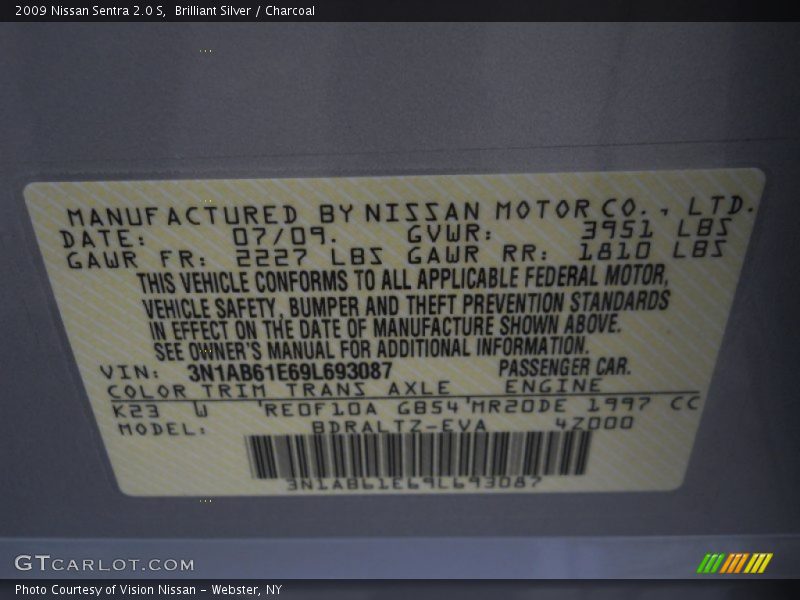 2009 Nissan Sentra 2.0 S, Brilliant Silver / Charcoal
MANUFACTURED BY NISSAN MOTOR CO., LTD.
DATE: 07/09. GVWR: 3951 LBS
GAWR FR: 2227 LBS GAWR RR: 1810 LBS
THIS VEHICLE CONFORMS TO ALL APPLICABLE FEDERAL MOTOR,
VEHICLE SAFETY, BUMPER AND THEFT PREVENTION STANDARDS
IN EFFECT ON THE DATE OF MANUFACTURE SHOWN ABOVE.
SEE OWNER'S MANUAL FOR ADDITIONAL INFORMATION.
VIN: 3N1AB61E69L693087 PASSENGER CAR.
COLOR TRIM TRANS AXLE ENGINE
K23 W 'RE0F10A GB54'MR20DE 1997 CC
MODEL: BDRALTZ-EVA 4Z000
3N1AB61E69L693087
GTCARLOT.COM
Photo Courtesy of Vision Nissan - Webster, NY